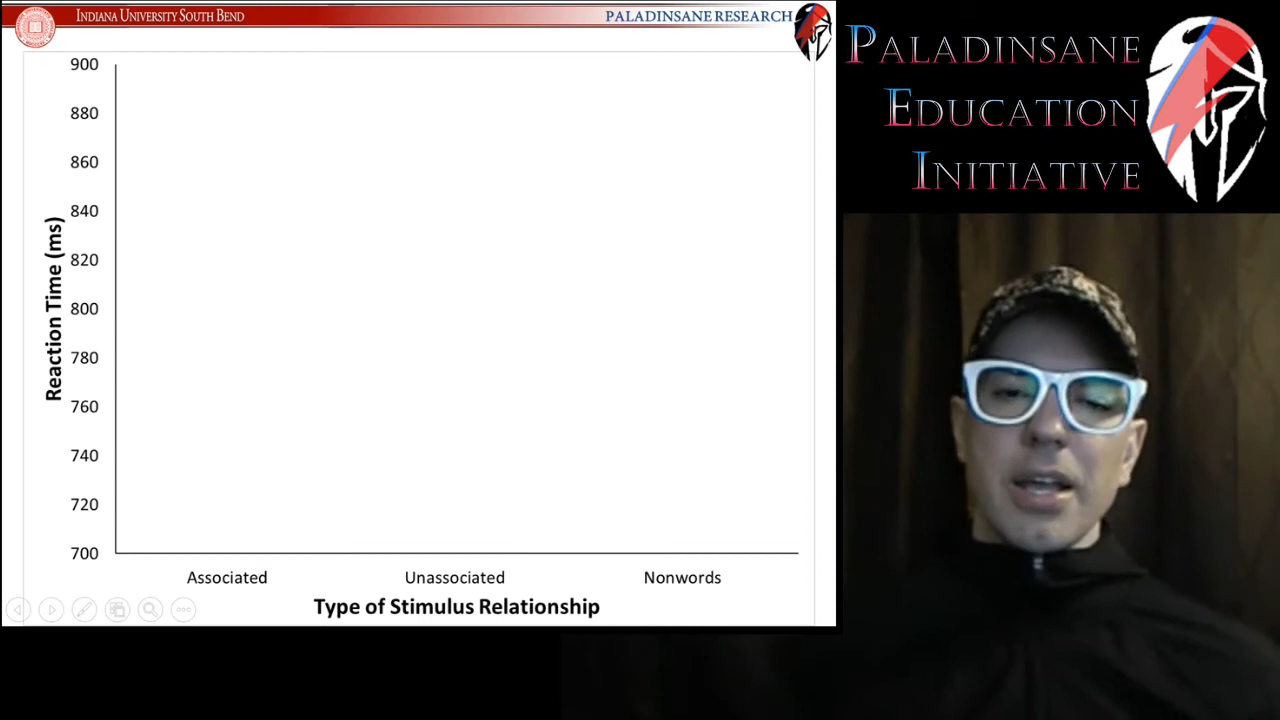 INDIANA UNIVERSITY SOUTH BEND
PALADINSANE RESEARCH
900
880
860
840
820
800
780
760
740
720
700
Reaction Time (ms)
Associated
Unassociated
Nonwords
Type of Stimulus Relationship
PALADINSANE
EDUCATION
INITIATIVE